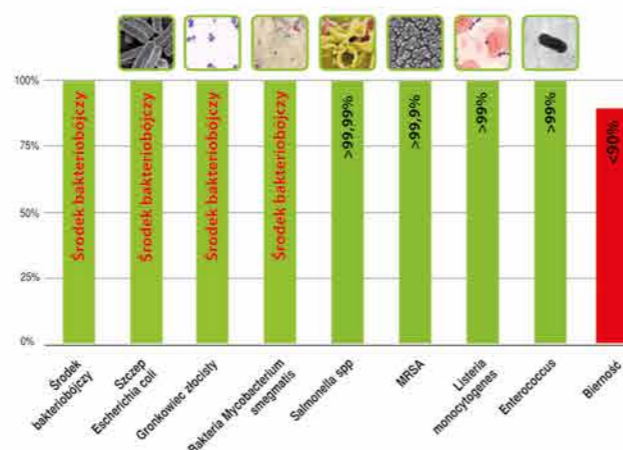 100%
75%
50%
25%
0%
Środek bakteriobójczy
Środek bakteriobójczy
Środek bakteriobójczy
Środek bakteriobójczy
>99,99%
>99,9%
>99%
>99%
<90%
Środek
bakteriobójczy
Szczep
Escherichia coli
Gronkowiec złocisty
Bakteria Mycobacterium
smegmatis
Salmonella spp
MRSA
Listeria
monocytogenes
Enterococcus
Bierność